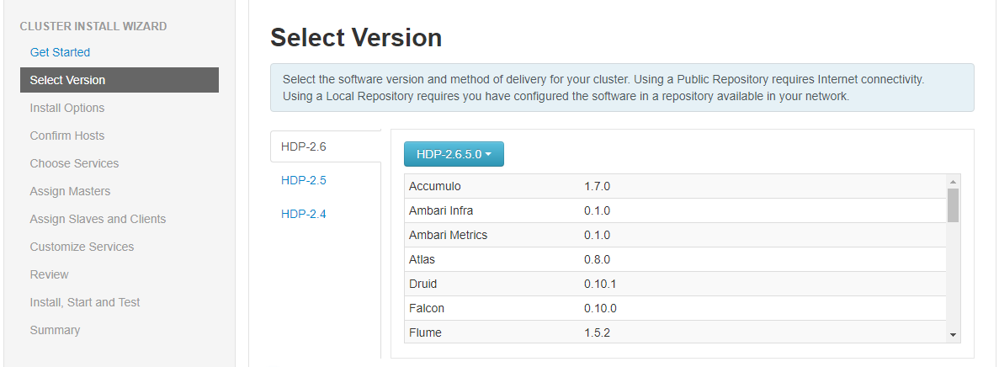 CLUSTER INSTALL WIZARD
Get Started
Select Version
Install Options
Confirm Hosts
Choose Services
Assign Masters
Assign Slaves and Clients
Customize Services
Review
Install, Start and Test
Summary
Select Version
Select the software version and method of delivery for your cluster. Using a Public Repository requires Internet connectivity.
Using a Local Repository requires you have configured the software in a repository available in your network.
HDP-2.6
HDP-2.5
HDP-2.4
HDP-2.6.5.0
Accumulo 1.7.0
Ambari Infra 0.1.0
Ambari Metrics 0.1.0
Atlas 0.8.0
Druid 0.10.1
Falcon 0.10.0
Flume 1.5.2